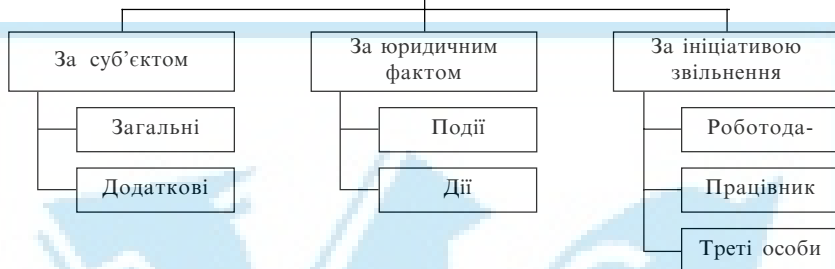 За суб’єктом
Загальні
Додаткові
За юридичним
фактом
Події
Дії
За ініціативою
звільнення
Роботода-
Працівник
Треті особи